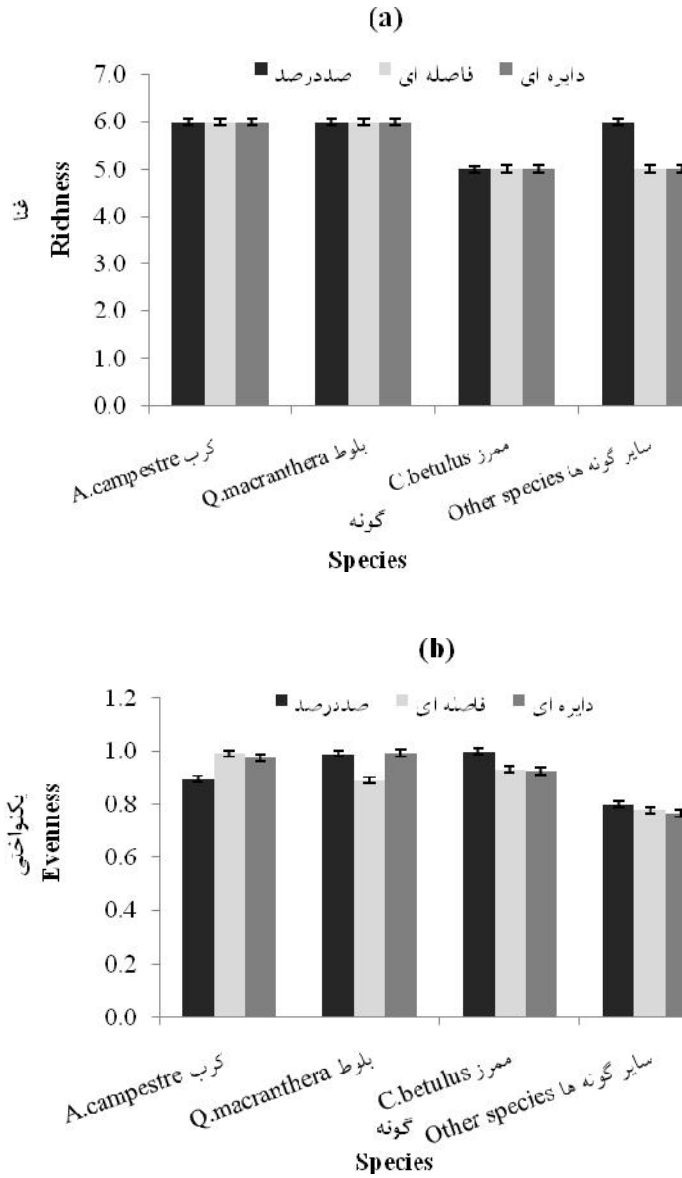 (a)
7.0
صددرصد فاصله ای دایره ای
6.0
5.0
4.0
3.0
2.0
1.0
0.0
غنا
Richness
A.campestre کرب
Q.macranthera بلوط
C.betulus ممرز
Other species سایر گونه ها
گونه
Species
(b)
1.2
صددرصد فاصله ای دایره ای
1.0
0.8
0.6
0.4
0.2
0.0
یکنواختی
Evenness
A.campestre کرب
Q.macranthera بلوط
C.betulus ممرز
Other species سایر گونه ها
گونه
Species